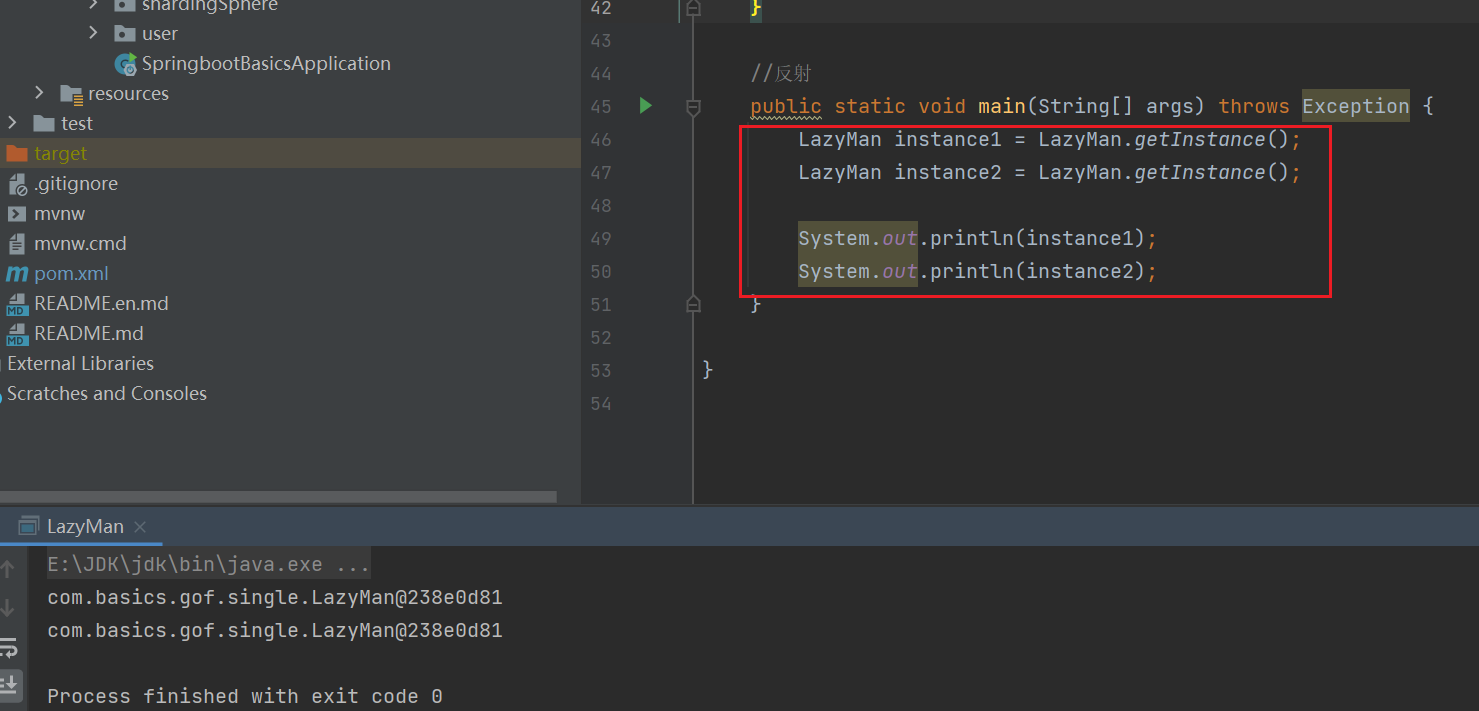 shardingSphere
user
SpringbootBasicsApplication
resources
test
target
.gitignore
mvnw
mvnw.cmd
pom.xml
README.en.md
README.md
External Libraries
Scratches and Consoles
42 }
43
44 //反射
45 public static void main(String[] args) throws Exception {
46 LazyMan instance1 = LazyMan.getInstance();
47 LazyMan instance2 = LazyMan.getInstance();
48
49 System.out.println(instance1);
50 System.out.println(instance2);
51 }
52
53 }
54
LazyMan
E:\JDK\jdk\bin\java.exe ...
com.basics.gof.single.LazyMan@238e0d81
com.basics.gof.single.LazyMan@238e0d81
Process finished with exit code 0